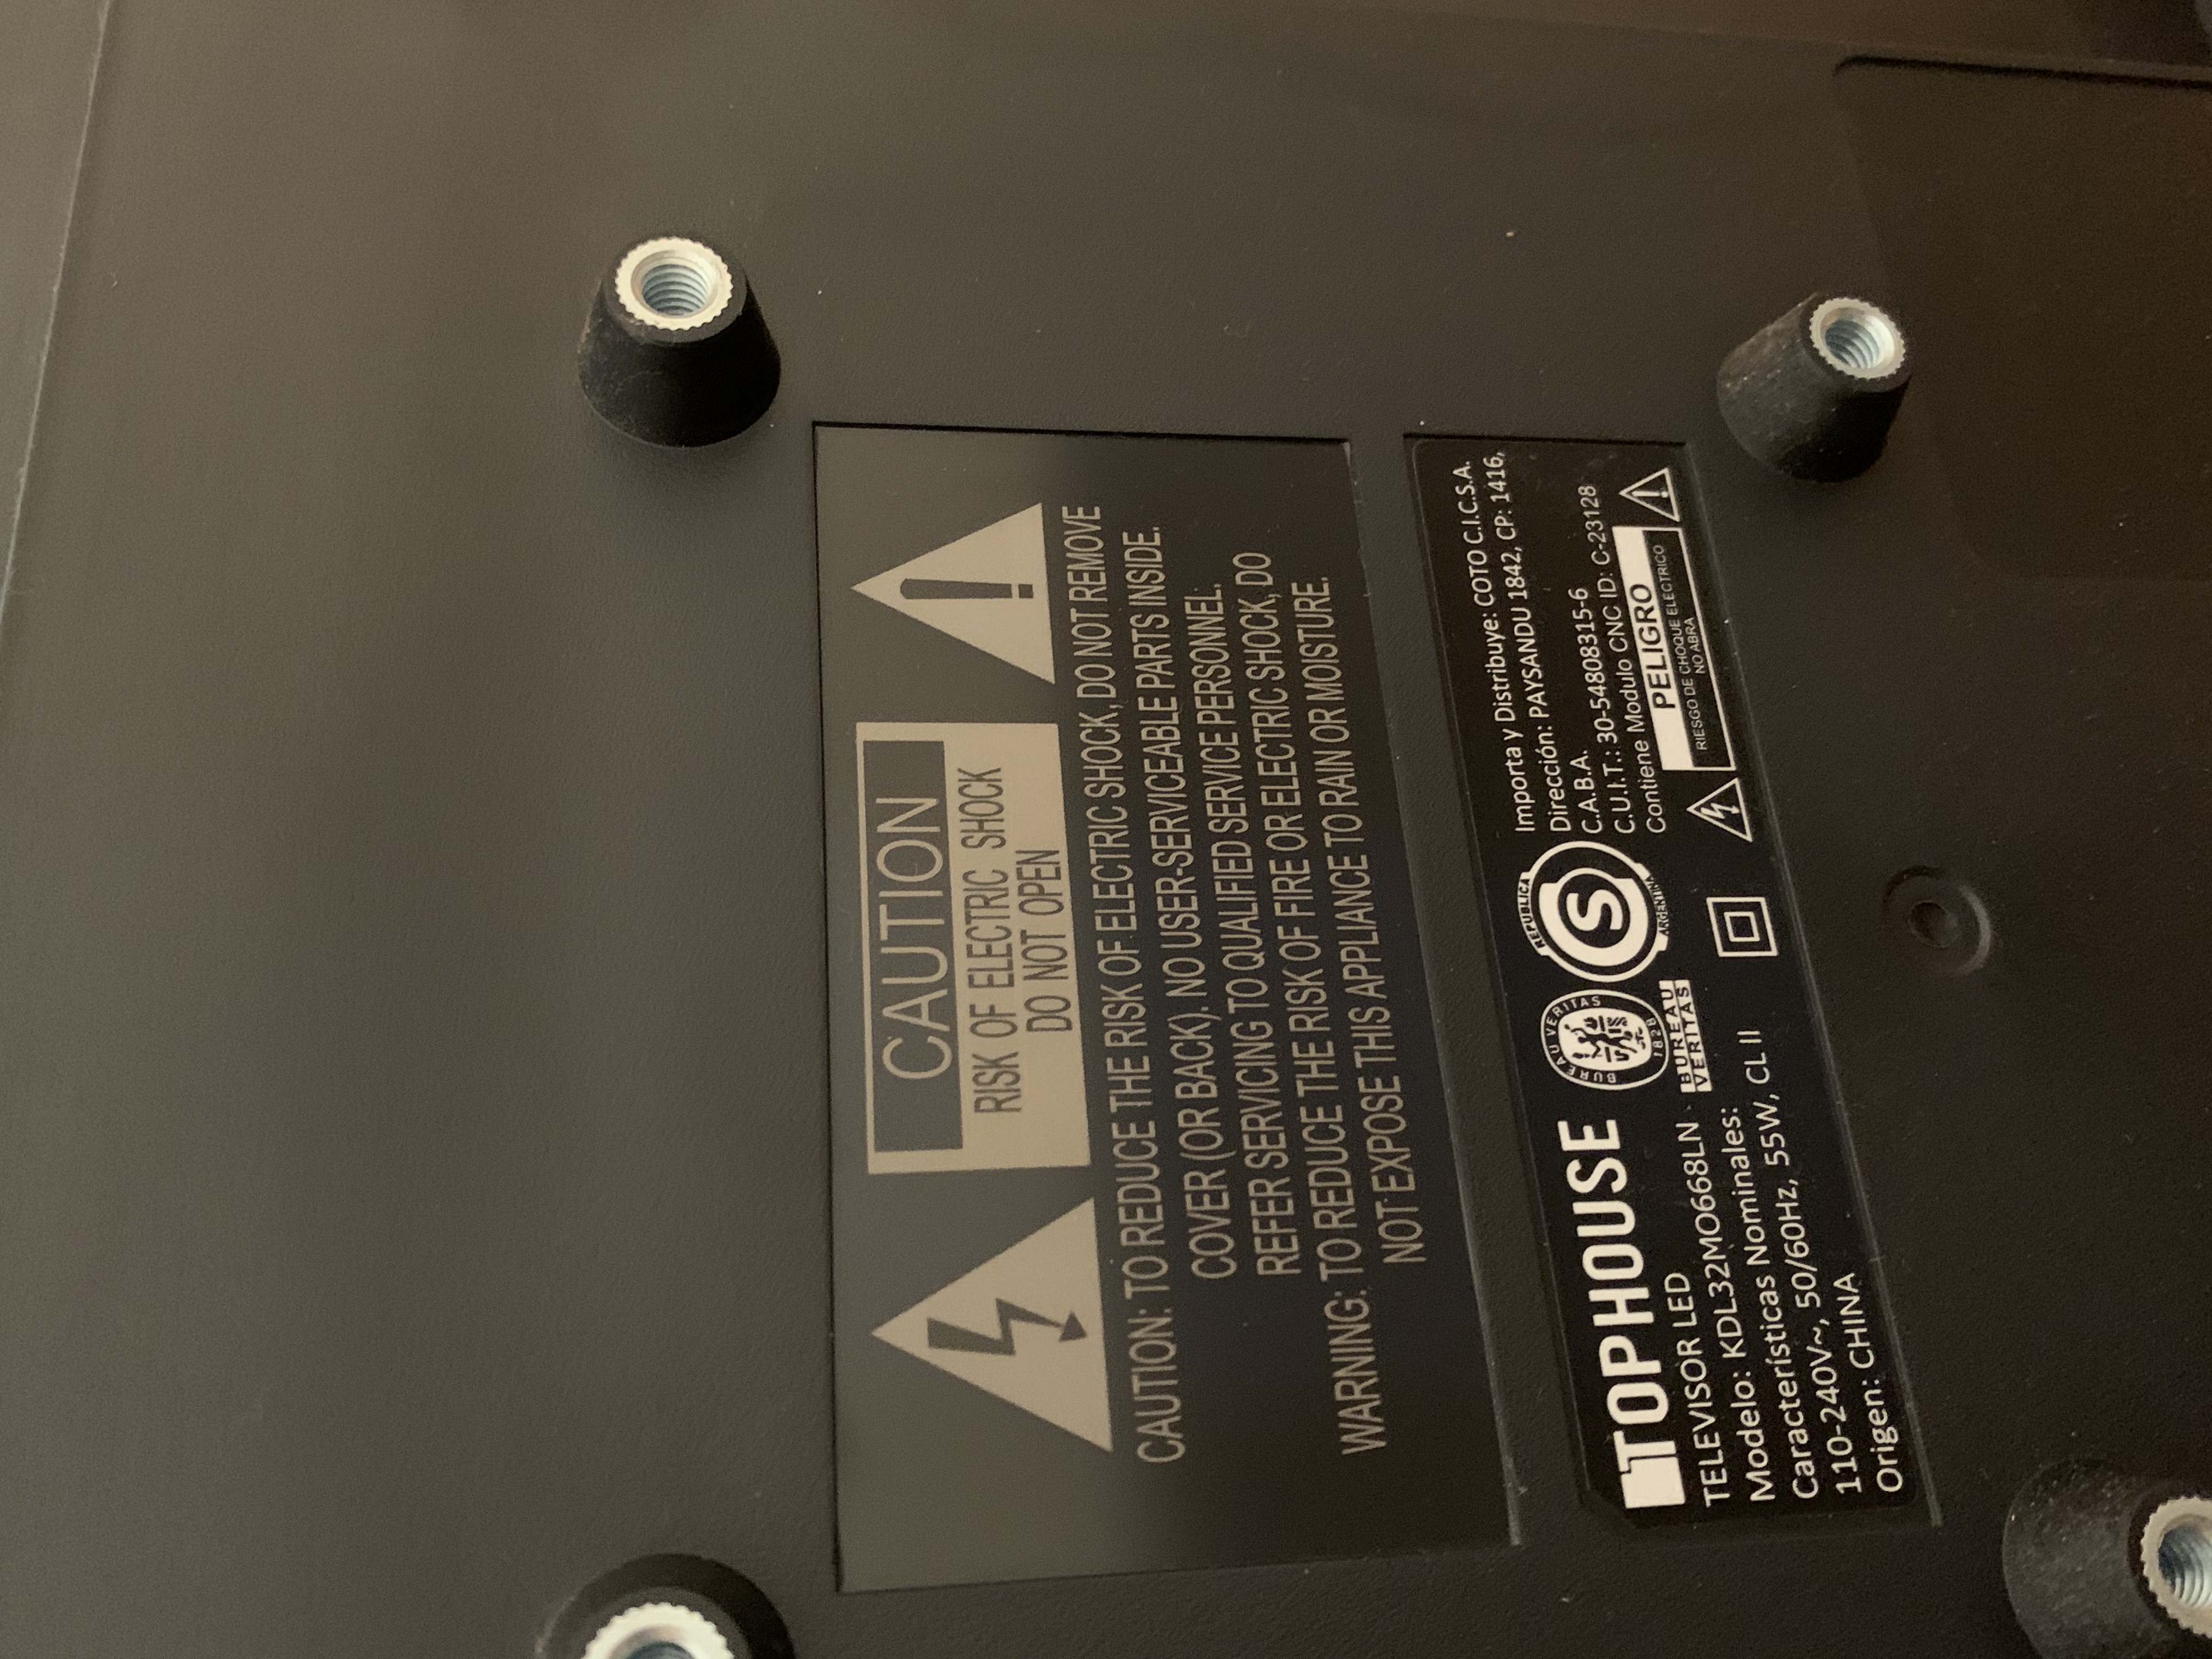 CAUTION
RISK OF ELECTRIC SHOCK
DO NOT OPEN
CAUTION: TO REDUCE THE RISK OF ELECTRIC SHOCK, DO NOT REMOVE
COVER (OR BACK). NO USER-SERVICEABLE PARTS INSIDE.
REFER SERVICING TO QUALIFIED SERVICE PERSONNEL.
WARNING: TO REDUCE THE RISK OF FIRE OR ELECTRIC SHOCK, DO
NOT EXPOSE THIS APPLIANCE TO RAIN OR MOISTURE.
TOPHOUSE
TELEVISOR LED
Modelo: KDL32MO668LN
Características Nominales:
110-240V~, 50/60Hz, 55W, CL II
Origen: CHINA
BUREAU VERITAS
1828
BUREAU
VERITAS
REPUBLICA
S
ARGENTINA
Importa y Distribuye: COTO C.I.C.S.A.
Dirección: PAYSANDU 1842, CP: 1416,
C.A.B.A.
C.U.I.T.: 30-54808315-6
Contiene Modulo CNC ID: C-23128
PELIGRO
RIESGO DE CHOQUE ELECTRICO
NO ABRA